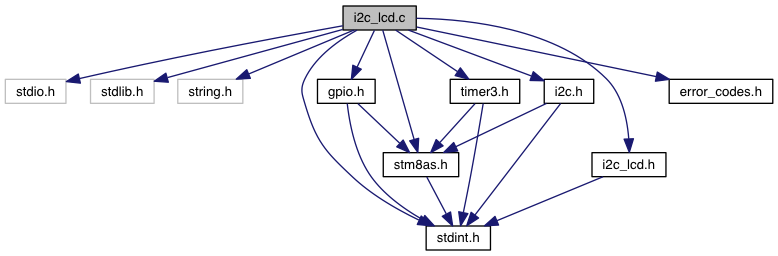 i2c_lcd.c
stdio.h
stdlib.h
string.h
gpio.h
timer3.h
i2c.h
error_codes.h
stm8as.h
i2c_lcd.h
stdint.h